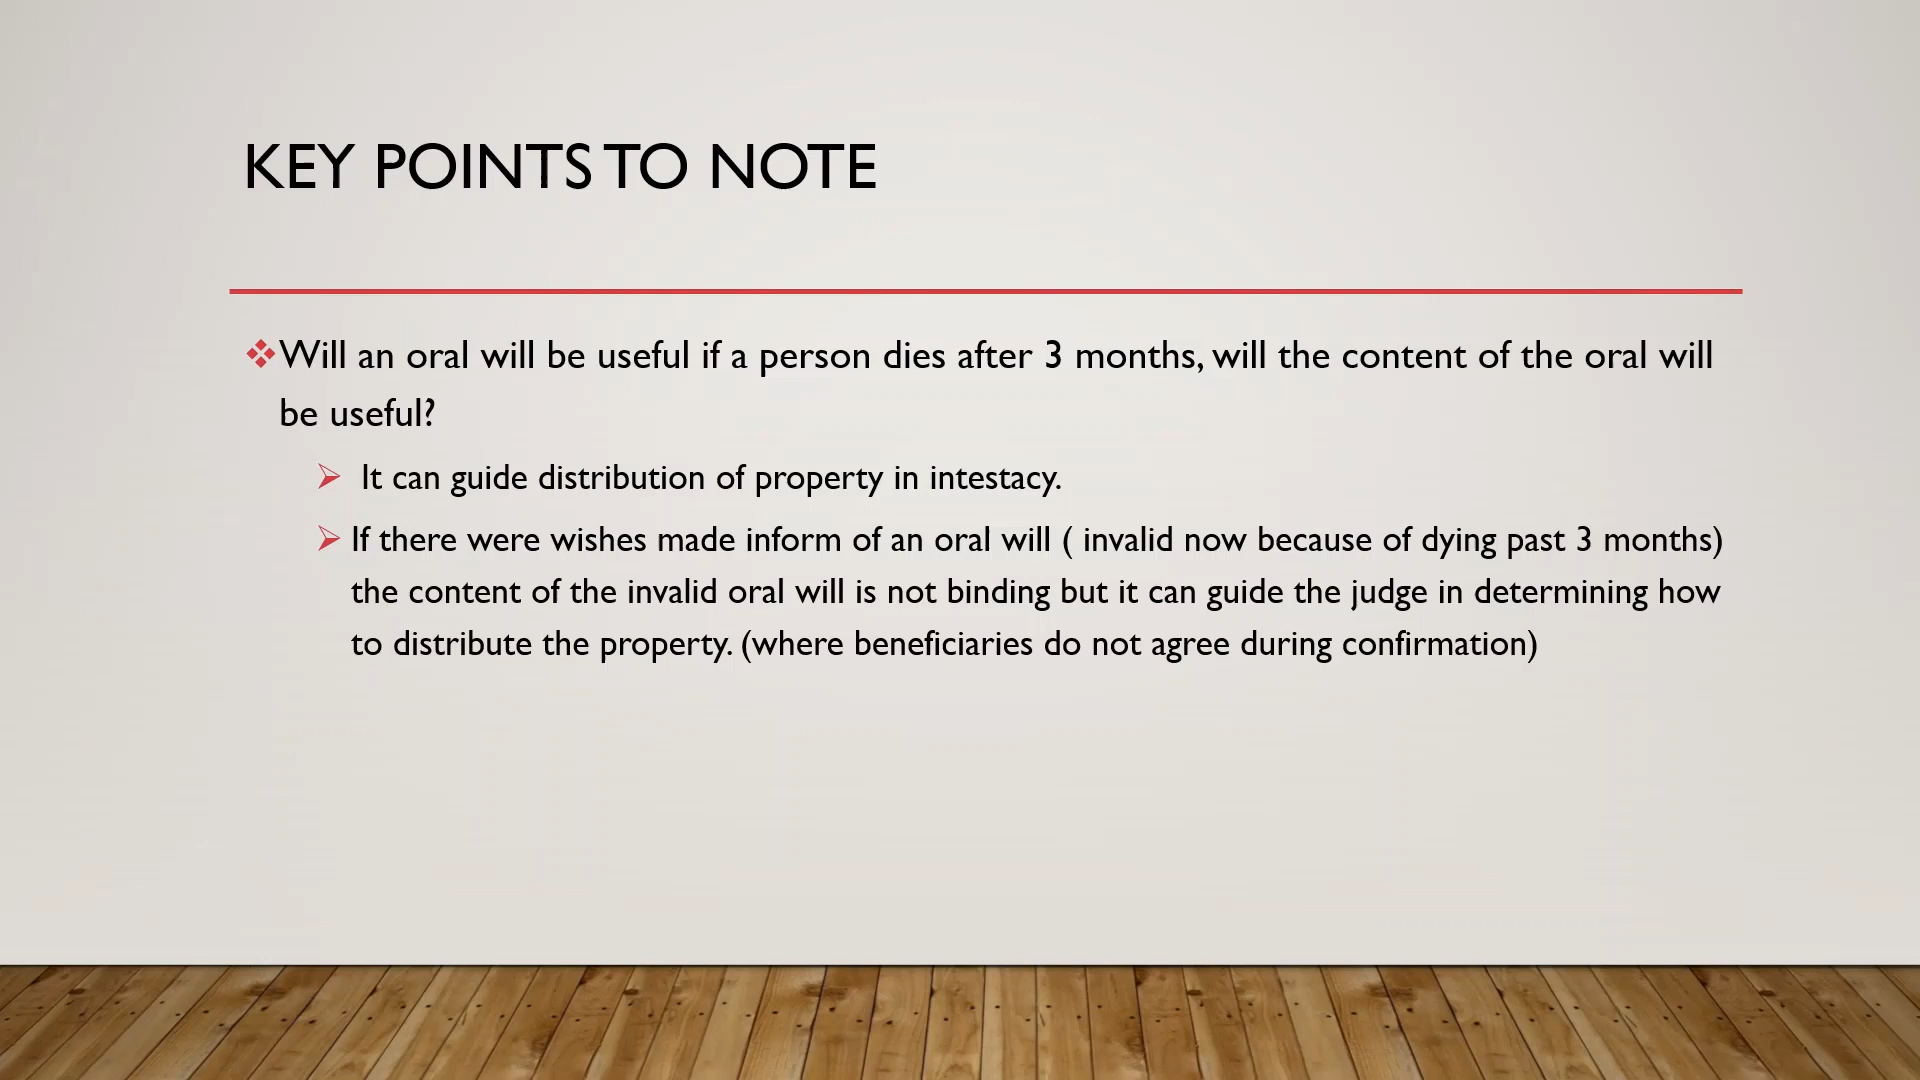 KEY POINTS TO NOTE
Will an oral will be useful if a person dies after 3 months, will the content of the oral will
be useful?
It can guide distribution of property in intestacy.
If there were wishes made inform of an oral will ( invalid now because of dying past 3 months)
the content of the invalid oral will is not binding but it can guide the judge in determining how
to distribute the property. (where beneficiaries do not agree during confirmation)